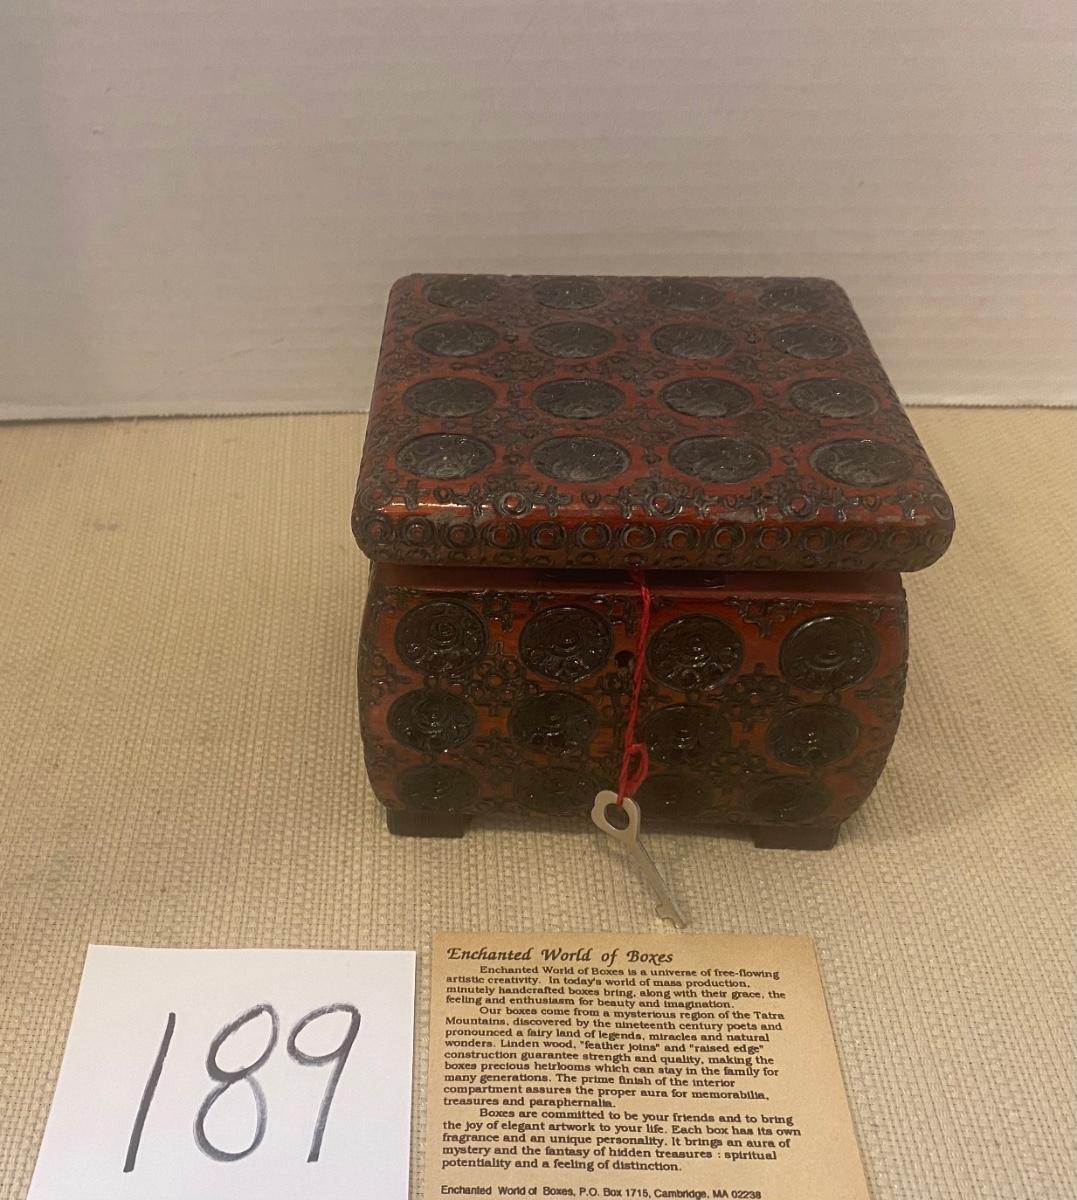 189
Enchanted World of Boxes
Enchanted World of Boxes is a universe of free-flowing
artistic creativity. In today's world of mass production,
minutely handcrafted boxes bring, along with their grace, the
feeling and enthusiasm for beauty and imagination.
Our boxes come from a mysterious region of the Tatra
Mountains, discovered by the nineteenth century poets and
pronounced a fairy land of legends, miracles and natural
wonders. Linden wood, "feather joins" and "raised edge"
construction guarantee strength and quality, making the
boxes precious heirlooms which can stay in the family for
many generations. The prime finish of the interior
compartment assures the proper aura for memorabilia,
treasures and paraphernalia.
Boxes are committed to be your friends and to bring
the joy of elegant artwork to your life. Each box has its own
fragrance and an unique personality. It brings an aura of
mystery and the fantasy of hidden treasures : spiritual
potentiality and a feeling of distinction.
Enchanted World of Boxes, P.O. Box 1715, Cambridge, MA 02238